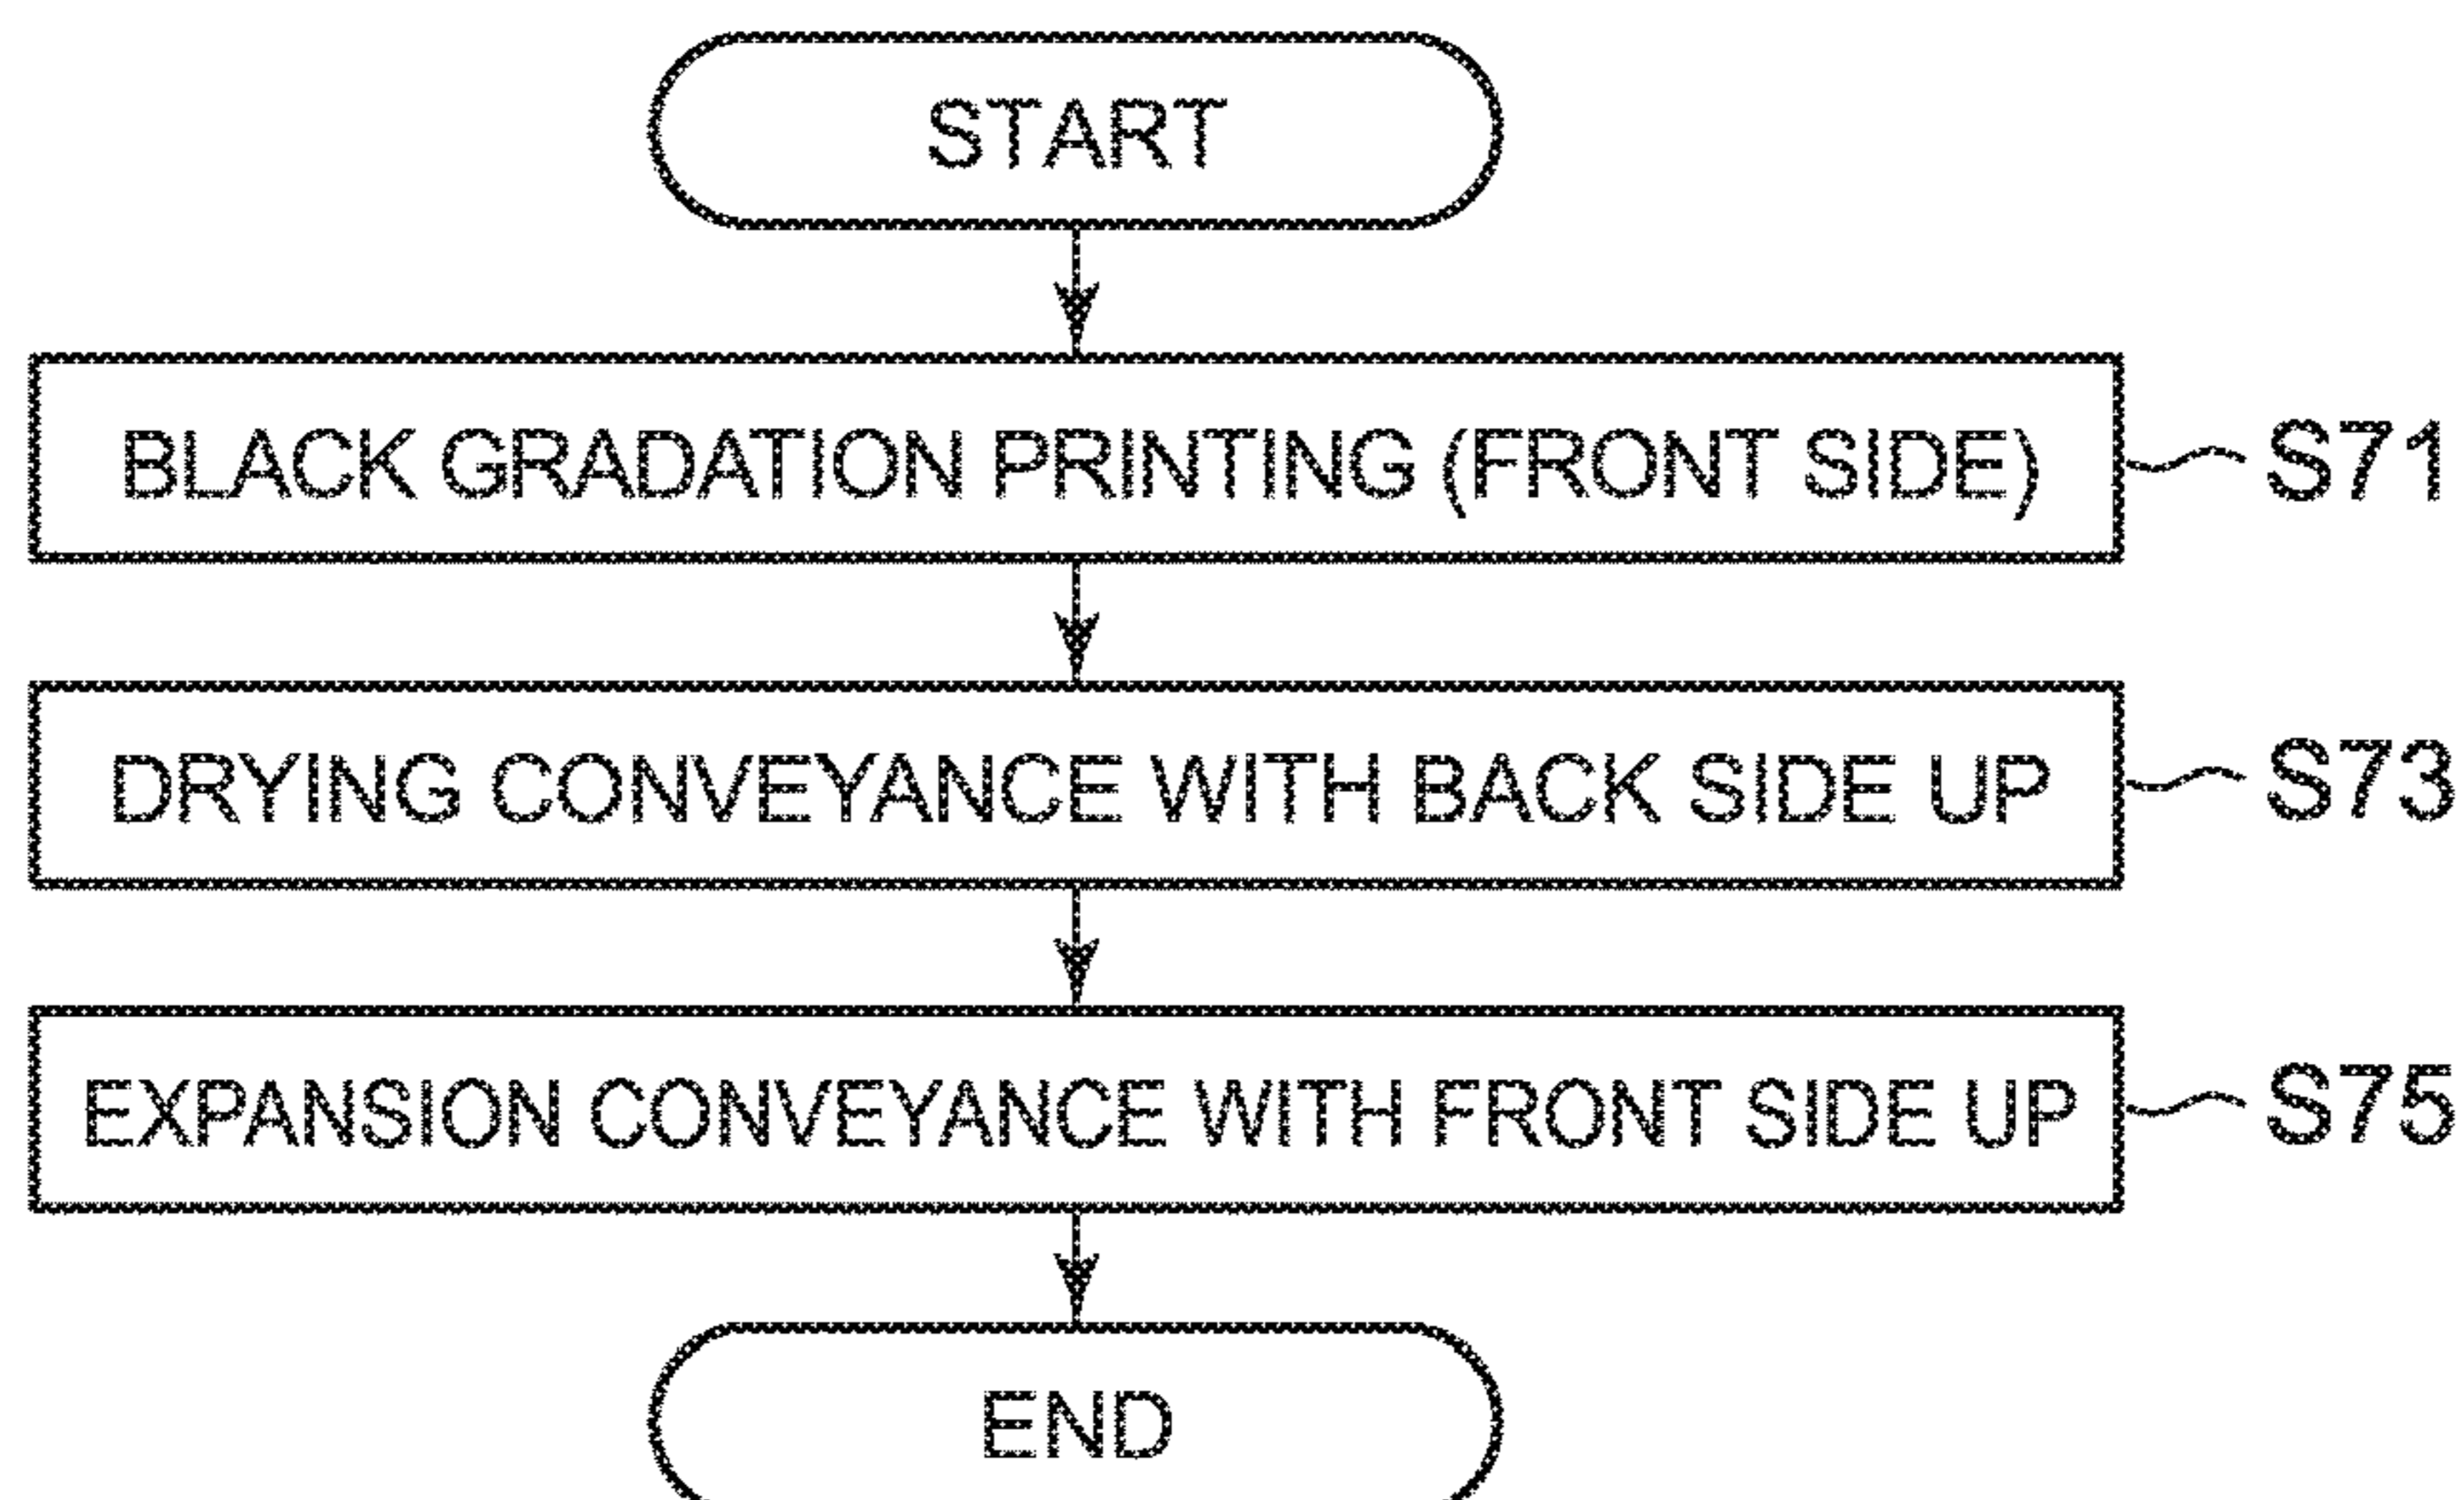 START
BLACK GRADATION PRINTING (FRONT SIDE) S71
DRYING CONVEYANCE WITH BACK SIDE UP S73
EXPANSION CONVEYANCE WITH FRONT SIDE UP S75
END